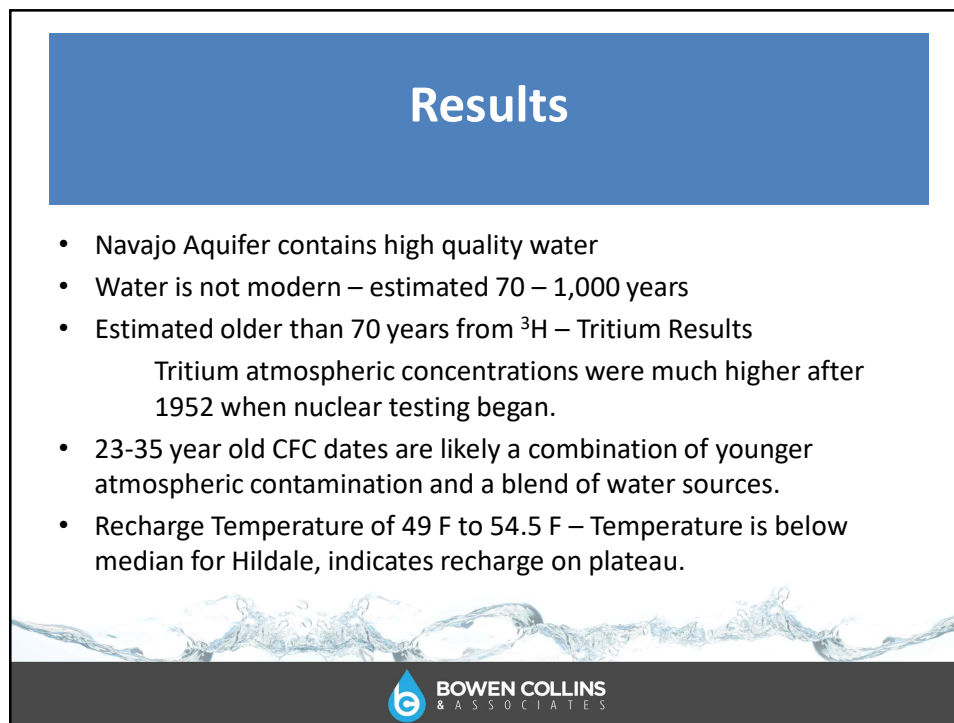 Results
• Navajo Aquifer contains high quality water
• Water is not modern – estimated 70 – 1,000 years
• Estimated older than 70 years from ³H – Tritium Results
Tritium atmospheric concentrations were much higher after
1952 when nuclear testing began.
• 23-35 year old CFC dates are likely a combination of younger
atmospheric contamination and a blend of water sources.
• Recharge Temperature of 49 F to 54.5 F – Temperature is below
median for Hildale, indicates recharge on plateau.
BOWEN COLLINS
& ASSOCIATES